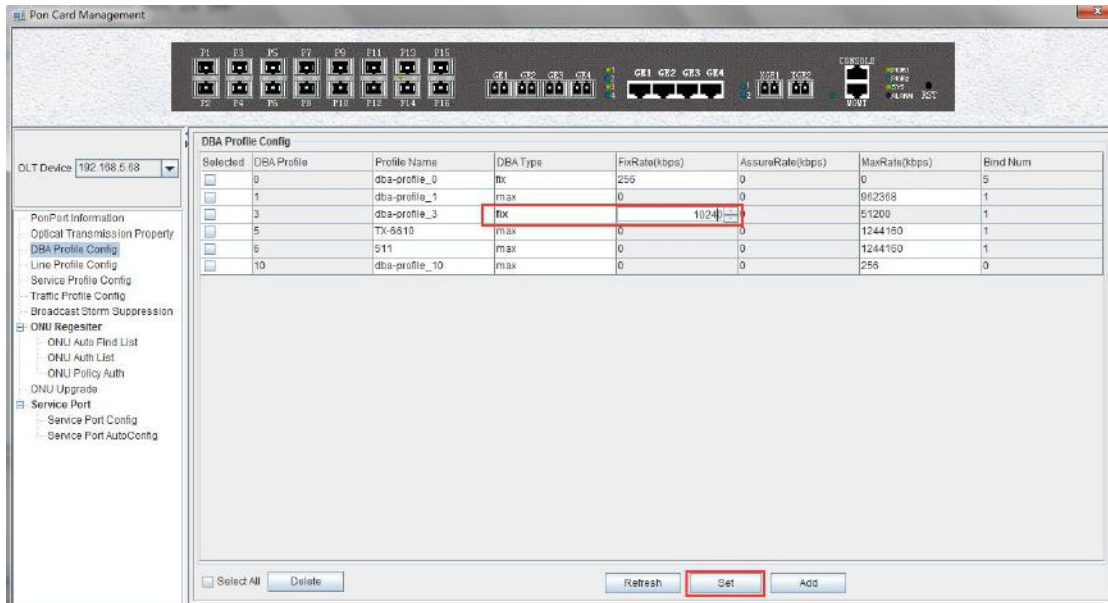 Pon Card Management
P1 P3 P5 P7 P9 P11 P13 P15
GE1 GE2 GE3 GE4
GE1 GE2 GE3 GE4
XGE1 XGE2
CONSOLE
PWR1
PWR2
SYS
ALARM
RST
P2 P4 P6 P8 P10 P12 P14 P16
MGMT
OLT Device 192.168.5.68
PonPort Information
Optical Transmission Property
DBA Profile Config
Line Profile Config
Service Profile Config
Traffic Profile Config
Broadcast Storm Suppression
ONU Regesiter
ONU Auto Find List
ONU Auth List
ONU Policy Auth
ONU Upgrade
Service Port
Service Port Config
Service Port AutoConfig
DBA Profile Config
Selected DBA Profile Profile Name DBA Type FixRate(kbps) AssureRate(kbps) MaxRate(kbps) Bind Num
0 dba-profile_0 fix 256 0 0 5
1 dba-profile_1 max 0 0 962368 1
3 dba-profile_3 fix 10240 0 51200 1
5 TX-6610 max 0 0 1244160 1
6 511 max 0 0 1244160 1
10 dba-profile_10 max 0 0 256 0
Select All Delete Refresh Set Add